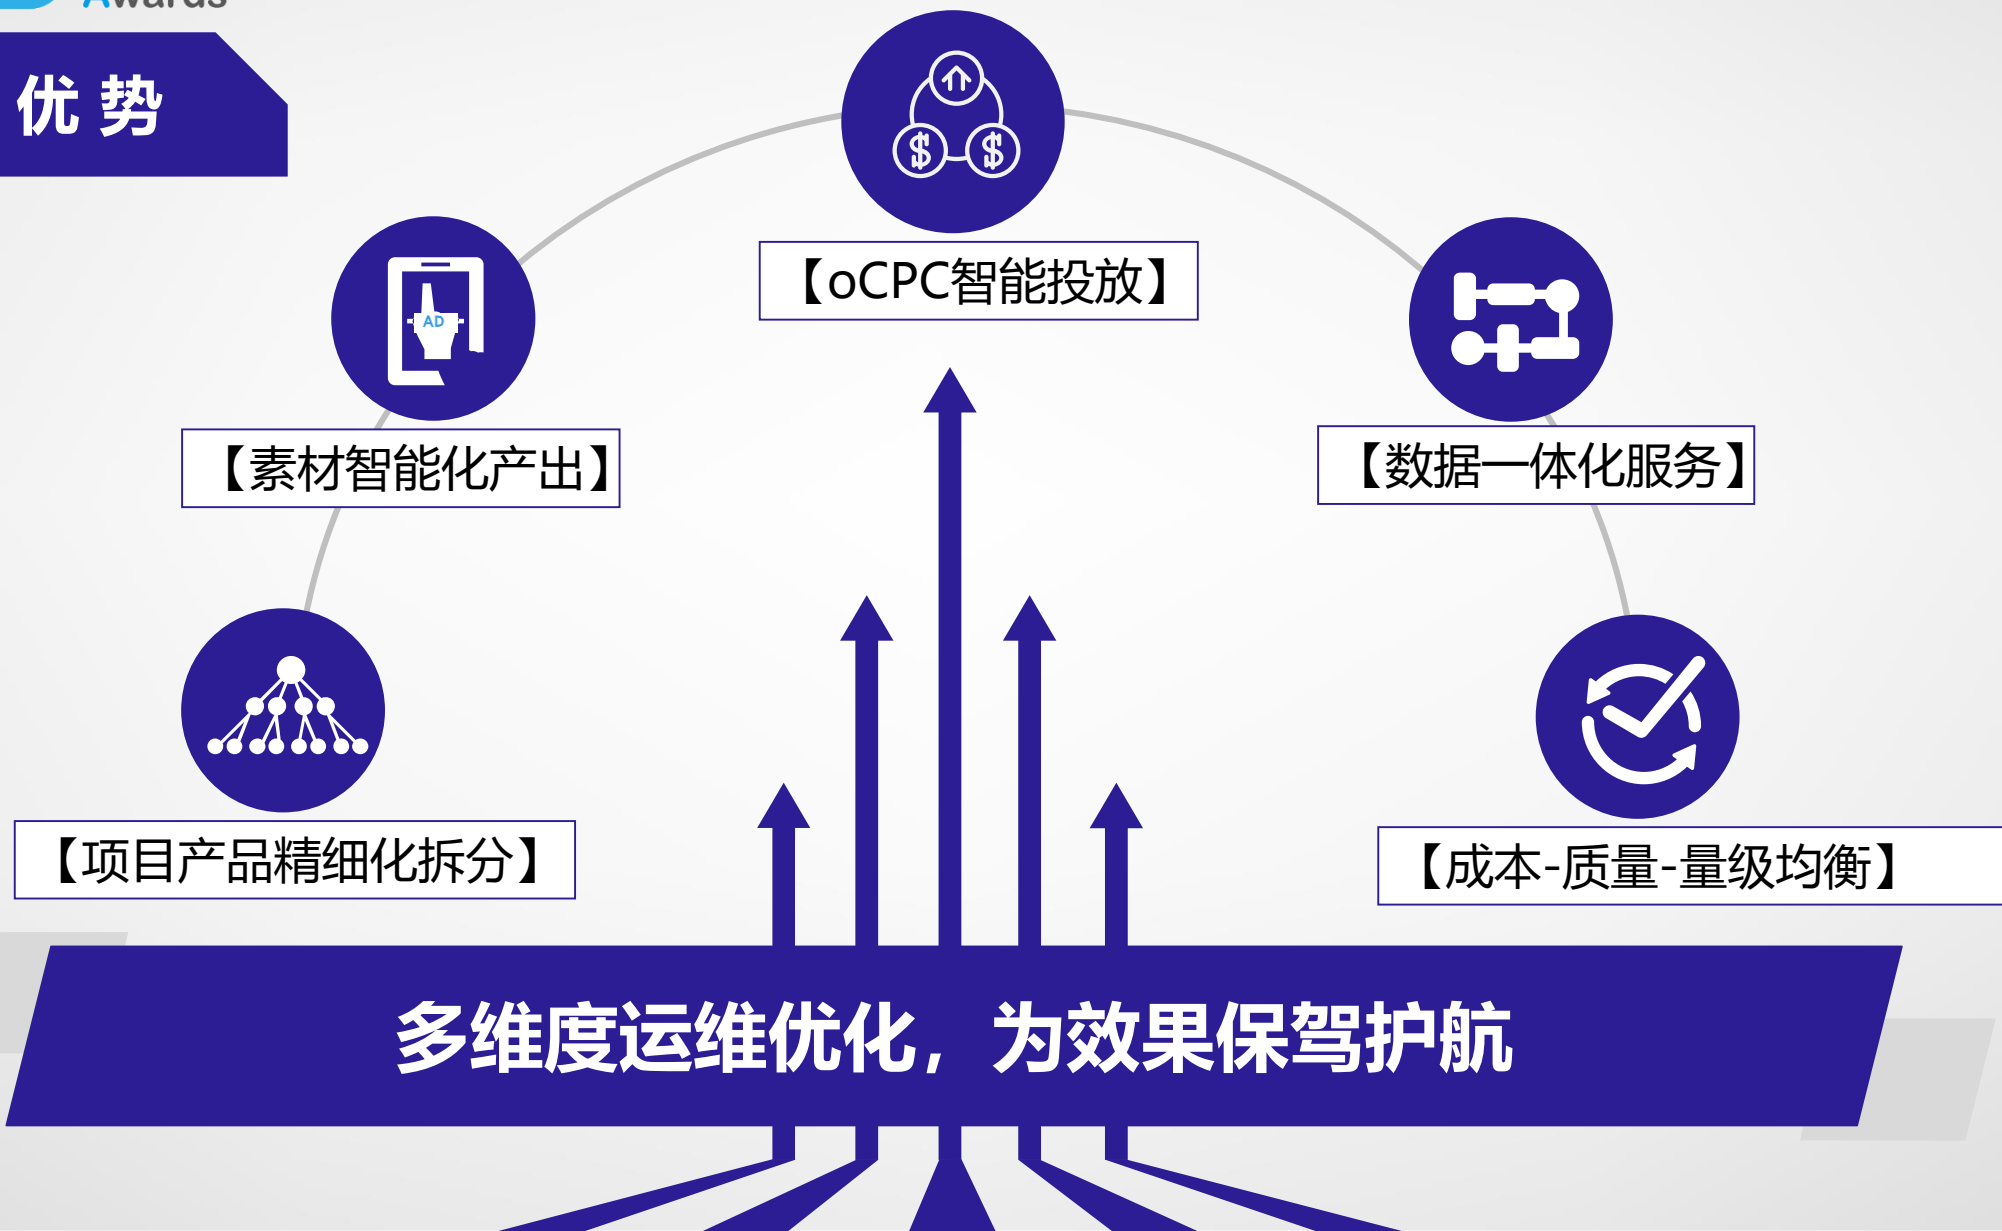 Awards
优 势
【oCPC智能投放】
AD
【素材智能化产出】
【数据一体化服务】
【项目产品精细化拆分】
【成本-质量-量级均衡】
多维度运维优化，为效果保驾护航